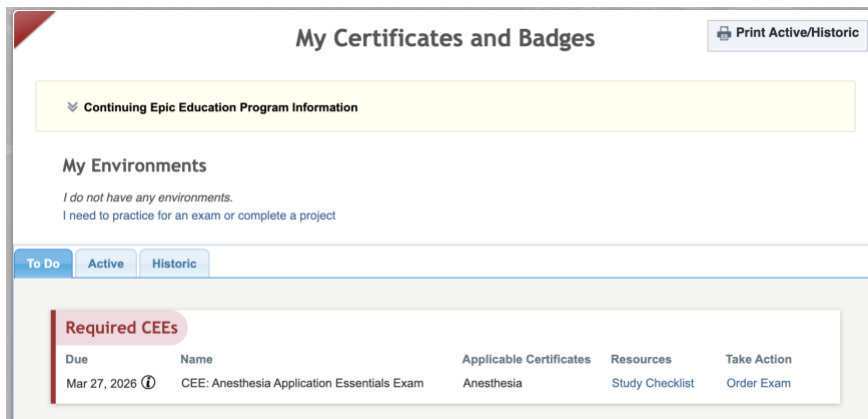 My Certificates and Badges
Print Active/Historic
Continuing Epic Education Program Information
My Environments
I do not have any environments.
I need to practice for an exam or complete a project
To Do Active Historic
Required CEEs
Due Name Applicable Certificates Resources Take Action
Mar 27, 2026 CEE: Anesthesia Application Essentials Exam Anesthesia Study Checklist Order Exam